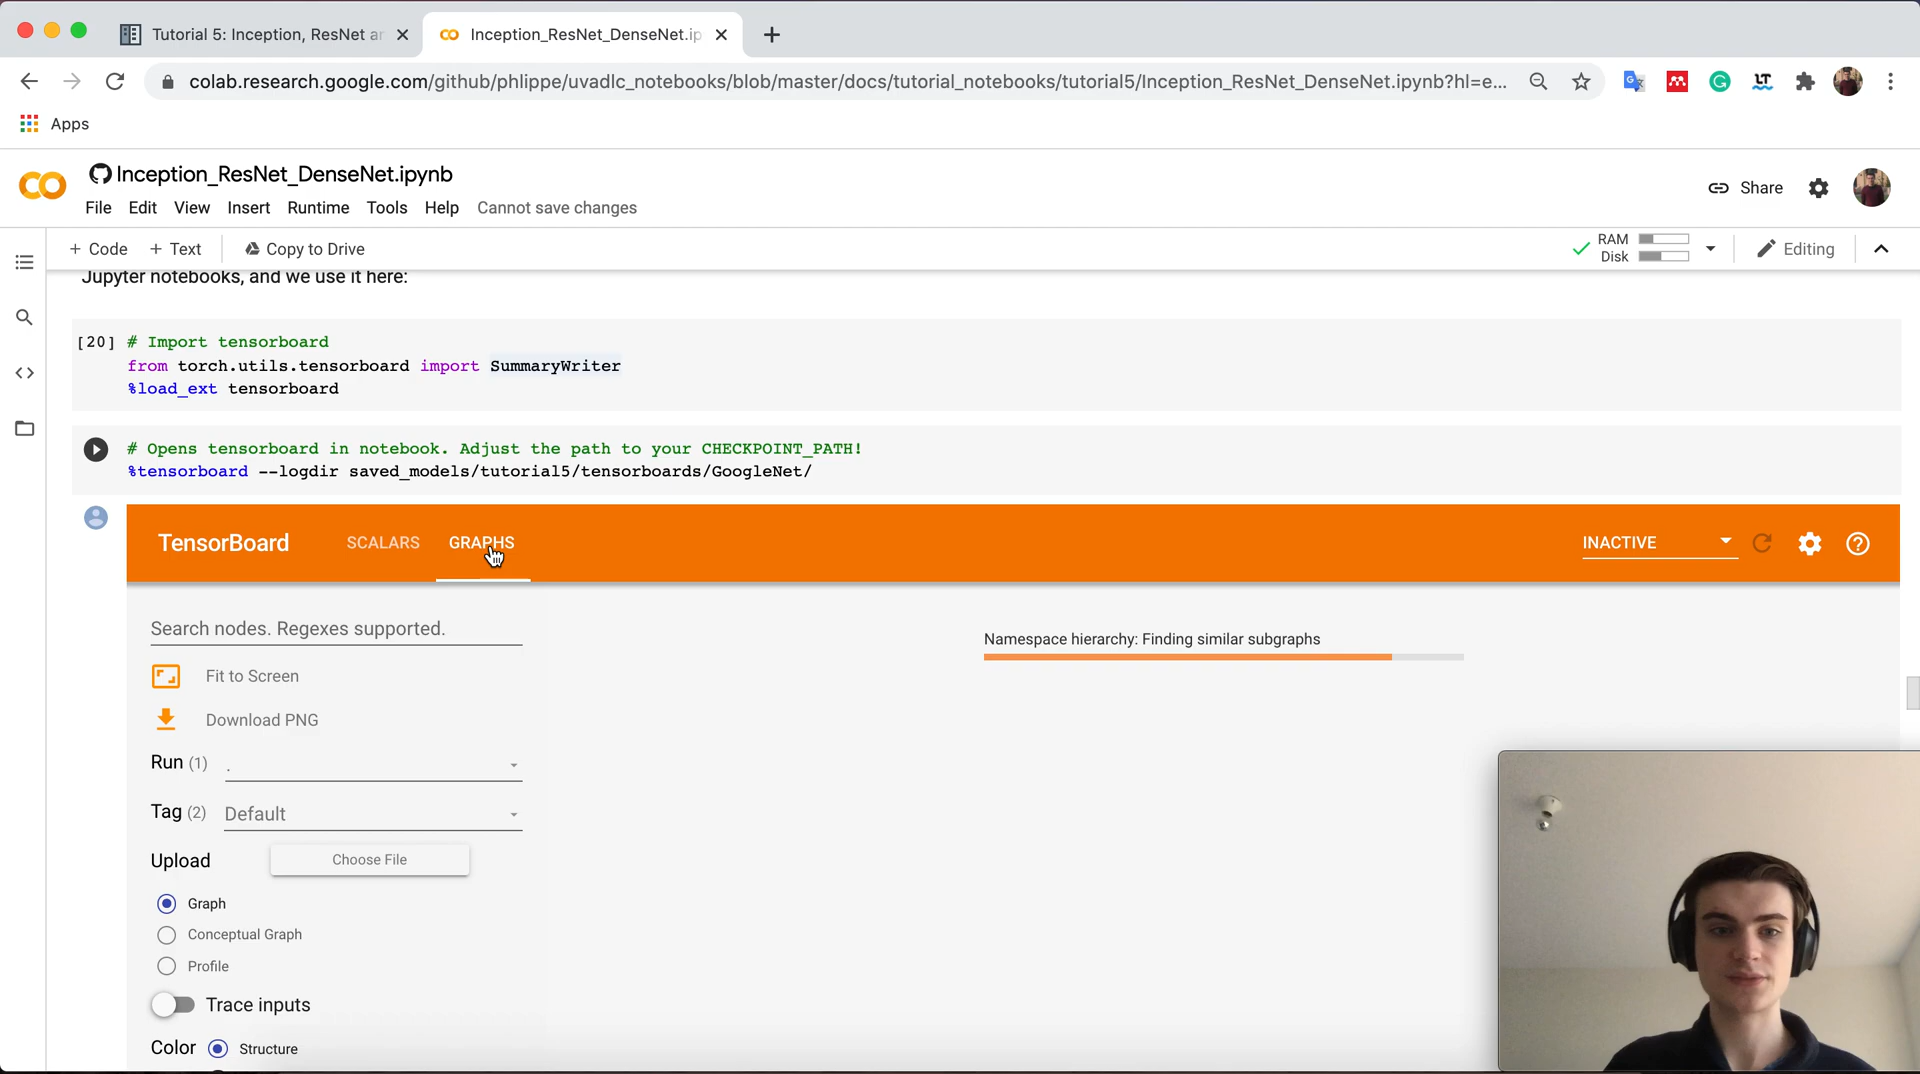 Tutorial 5: Inception, ResNet ar
Inception_ResNet_DenseNet.ip
colab.research.google.com/github/phlippe/uvadlc_notebooks/blob/master/docs/tutorial_notebooks/tutorial5/Inception_ResNet_DenseNet.ipynb?hl=e...
Apps
Inception_ResNet_DenseNet.ipynb
File Edit View Insert Runtime Tools Help Cannot save changes
Share
+ Code + Text Copy to Drive
RAM
Disk
Editing
Jupyter notebooks, and we use it here:
[20] # Import tensorboard
from torch.utils.tensorboard import SummaryWriter
%load_ext tensorboard
# Opens tensorboard in notebook. Adjust the path to your CHECKPOINT_PATH!
%tensorboard --logdir saved_models/tutorial5/tensorboards/GoogleNet/
TensorBoard SCALARS GRAPHS INACTIVE
Search nodes. Regexes supported.
Namespace hierarchy: Finding similar subgraphs
Fit to Screen
Download PNG
Run (1) .
Tag (2) Default
Upload Choose File
Graph
Conceptual Graph
Profile
Trace inputs
Color Structure